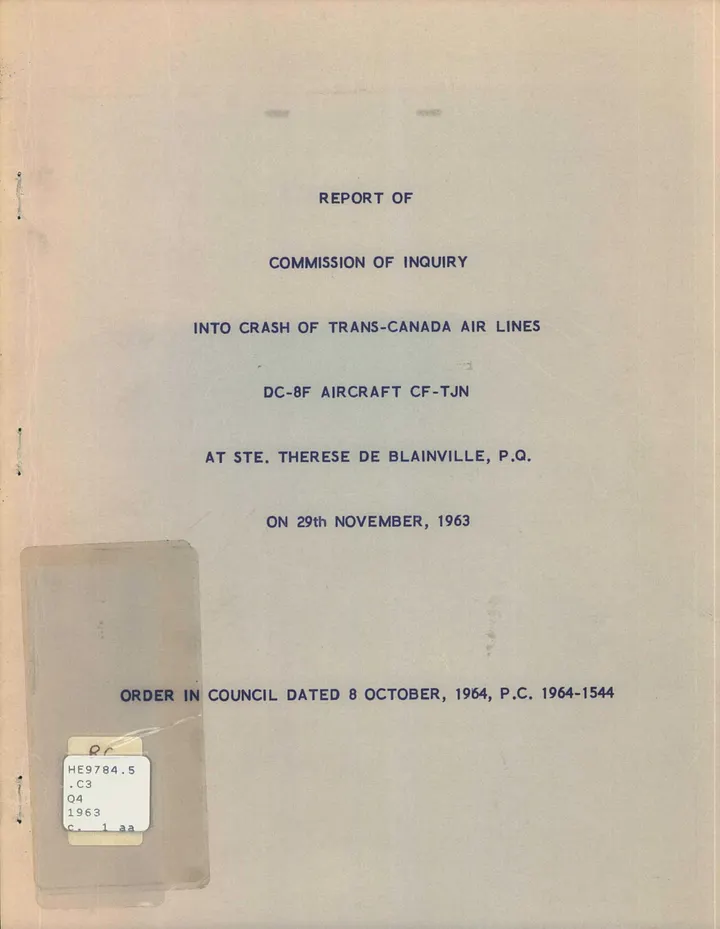 REPORT OF
COMMISSION OF INQUIRY
INTO CRASH OF TRANS-CANADA AIR LINES
DC-8F AIRCRAFT CF-TJN
AT STE. THERESE DE BLAINVILLE, P.Q.
ON 29th NOVEMBER, 1963
ORDER IN COUNCIL DATED 8 OCTOBER, 1964, P.C. 1964-1544
HE9784.5
.C3
Q4
1963
c. 1 aa